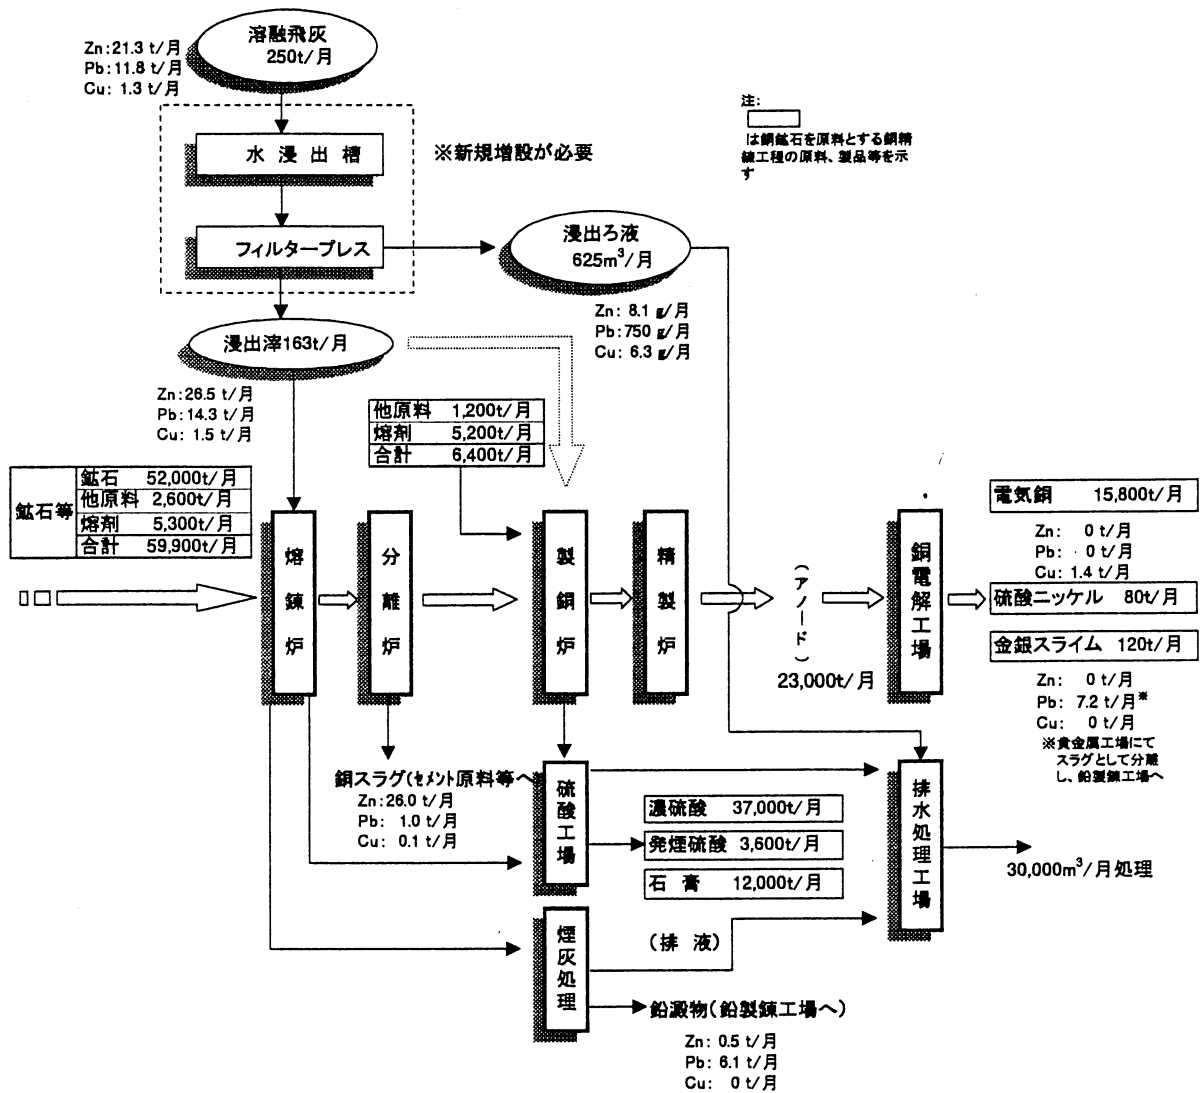 溶融飛灰
250t/月
Zn:21.3 t/月
Pb:11.8 t/月
Cu: 1.3 t/月
水 浸 出 槽
※新規増設が必要
フィルタープレス
注:
は銅鉱石を原料とする銅精
錬工程の原料、製品等を示
す
浸出ろ液
625m³/月
Zn: 8.1 g/月
Pb:750 g/月
Cu: 6.3 g/月
浸出滓163t/月
Zn:26.5 t/月
Pb:14.3 t/月
Cu: 1.5 t/月
他原料 1,200t/月
熔剤 5,200t/月
合計 6,400t/月
鉱石等
鉱石 52,000t/月
他原料 2,600t/月
熔剤 5,300t/月
合計 59,900t/月
熔錬炉
分離炉
製銅炉
精製炉
(アノード)
23,000t/月
銅電解工場
電気銅 15,800t/月
Zn: 0 t/月
Pb: 0 t/月
Cu: 1.4 t/月
硫酸ニッケル 80t/月
金銀スライム 120t/月
Zn: 0 t/月
Pb: 7.2 t/月※
Cu: 0 t/月
※貴金属工場にて
スラグとして分離
し、鉛製錬工場へ
銅スラグ(セメント原料等へ)
Zn:26.0 t/月
Pb: 1.0 t/月
Cu: 0.1 t/月
硫酸工場
濃硫酸 37,000t/月
発煙硫酸 3,600t/月
石 膏 12,000t/月
排水処理工場
30,000m³/月処理
煙灰処理
(排 液)
鉛澱物(鉛製錬工場へ)
Zn: 0.5 t/月
Pb: 6.1 t/月
Cu: 0 t/月